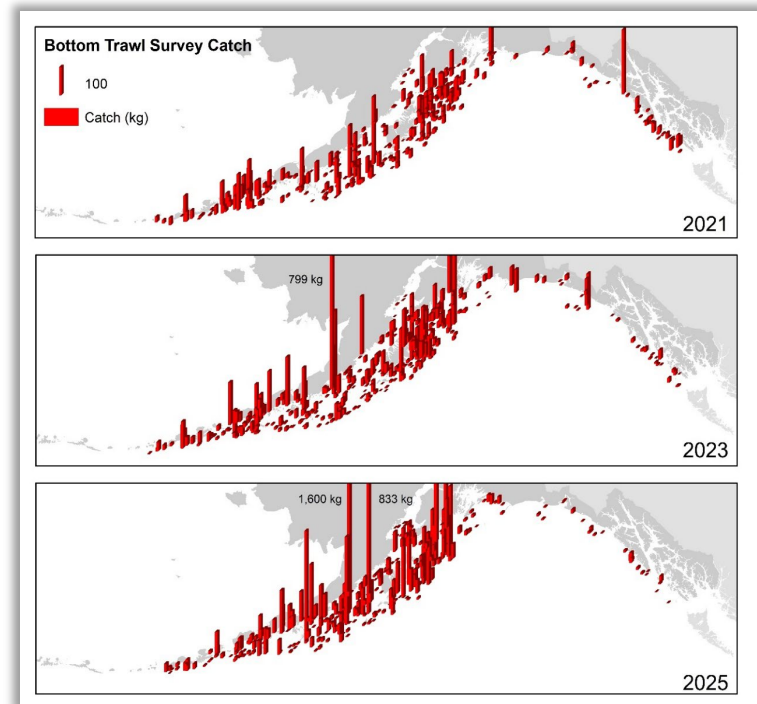 Bottom Trawl Survey Catch
100
Catch (kg)
2021
799 kg
2023
1,600 kg 833 kg
2025